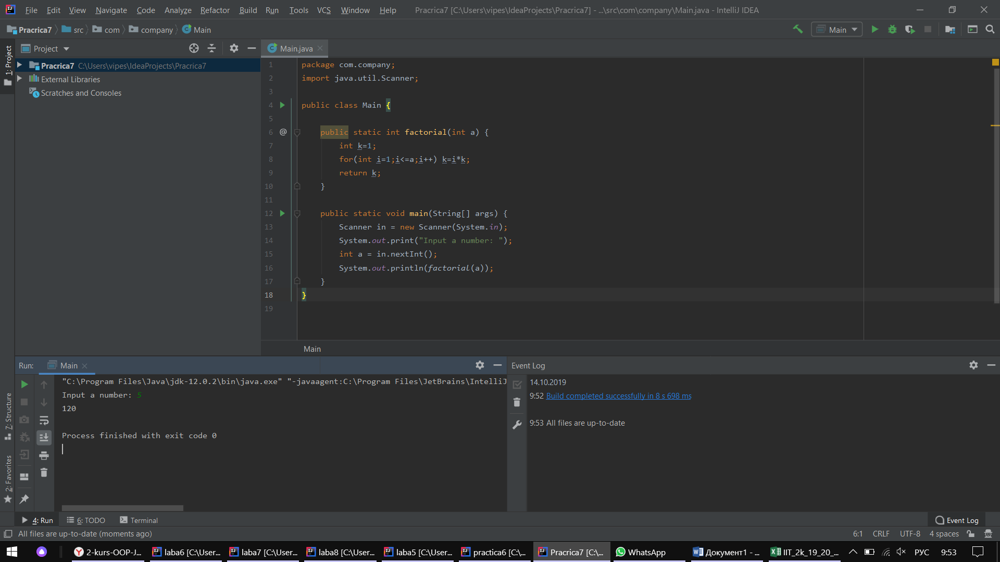 File Edit View Navigate Code Analyze Refactor Build Run Tools VCS Window Help Pracrica7 [C:\Users\vipes\IdeaProjects\Pracrica7] - ...\src\com\company\Main.java - IntelliJ IDEA
Pracrica7 src com company Main Main
1: Project
Project
Main.java
Pracrica7 C:\Users\vipes\IdeaProjects\Pracrica7
External Libraries
Scratches and Consoles
1 package com.company;
2 import java.util.Scanner;
3
4 public class Main {
5
6 @ public static int factorial(int a) {
7 int k=1;
8 for(int i=1;i<=a;i++) k=i*k;
9 return k;
10 }
11
12 public static void main(String[] args) {
13 Scanner in = new Scanner(System.in);
14 System.out.print("Input a number: ");
15 int a = in.nextInt();
16 System.out.println(factorial(a));
17 }
18 }
19
Main
Run: Main
"C:\Program Files\Java\jdk-12.0.2\bin\java.exe" "-javaagent:C:\Program Files\JetBrains\IntelliJ
Input a number: 5
120
Process finished with exit code 0
Event Log
14.10.2019
9:52 Build completed successfully in 8 s 698 ms
9:53 All files are up-to-date
Z: Structure
2: Favorites
4: Run 6: TODO Terminal Event Log
All files are up-to-date (moments ago) 6:1 CRLF UTF-8 4 spaces
2-kurs-OOP-J... laba6 [C:\User... laba7 [C:\User... laba8 [C:\User... laba5 [C:\User... practica6 [C:\... Pracrica7 [C:\... WhatsApp Документ1 - ... IIT_2k_19_20_... РУС 9:53